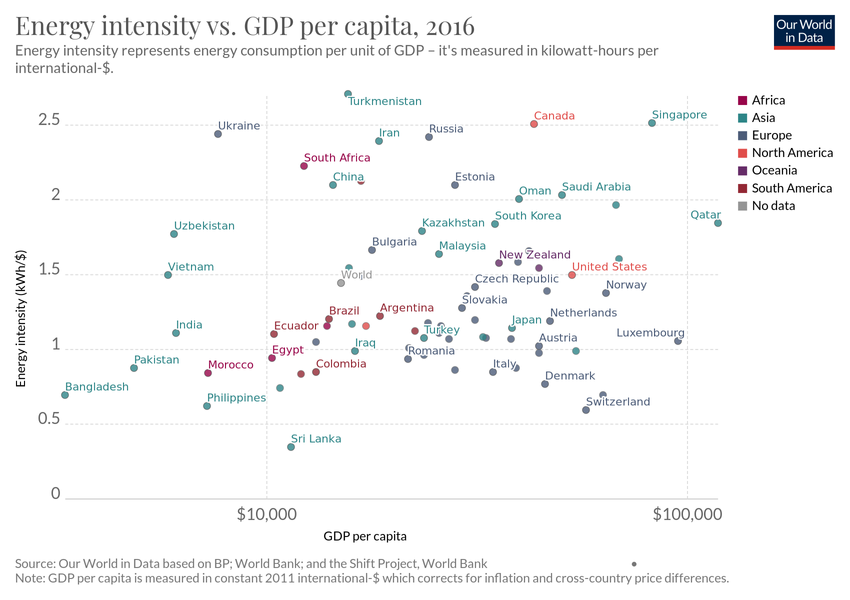 Energy intensity vs. GDP per capita, 2016
Our World
in Data
Energy intensity represents energy consumption per unit of GDP – it's measured in kilowatt-hours per
international-$.
Africa
Asia
Europe
North America
Oceania
South America
No data
Energy intensity (kWh/$)
2.5
2
1.5
1
0.5
0
Turkmenistan
Ukraine
Iran
Russia
Canada
Singapore
South Africa
China
Estonia
Oman
Saudi Arabia
Qatar
Uzbekistan
Kazakhstan
South Korea
Bulgaria
Malaysia
New Zealand
Vietnam
World
United States
Czech Republic
Norway
Slovakia
Brazil
Argentina
Netherlands
India
Ecuador
Turkey
Japan
Luxembourg
Austria
Pakistan
Morocco
Egypt
Iraq
Romania
Colombia
Italy
Denmark
Bangladesh
Philippines
Switzerland
Sri Lanka
$10,000
$100,000
GDP per capita
Source: Our World in Data based on BP; World Bank; and the Shift Project, World Bank
Note: GDP per capita is measured in constant 2011 international-$ which corrects for inflation and cross-country price differences.